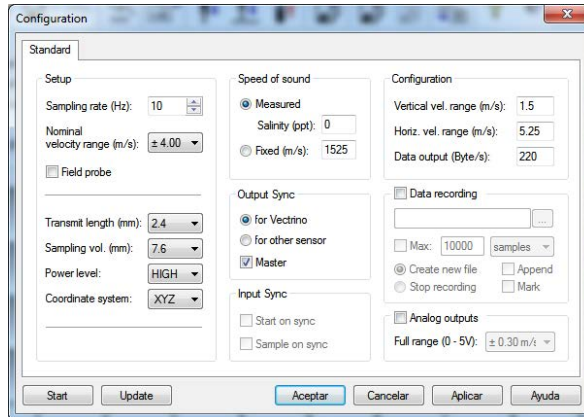 Configuration
Standard
Setup
Sampling rate (Hz): 10
Nominal
velocity range (m/s): ± 4.00
Field probe
Transmit length (mm): 2.4
Sampling vol. (mm): 7.6
Power level: HIGH
Coordinate system: XYZ
Speed of sound
Measured
Salinity (ppt): 0
Fixed (m/s): 1525
Output Sync
for Vectrino
for other sensor
Master
Input Sync
Start on sync
Sample on sync
Configuration
Vertical vel. range (m/s): 1.5
Horiz. vel. range (m/s): 5.25
Data output (Byte/s): 220
Data recording
...
Max: 10000 samples
Create new file Append
Stop recording Mark
Analog outputs
Full range (0 - 5V): ± 0.30 m/s
Start Update Aceptar Cancelar Aplicar Ayuda